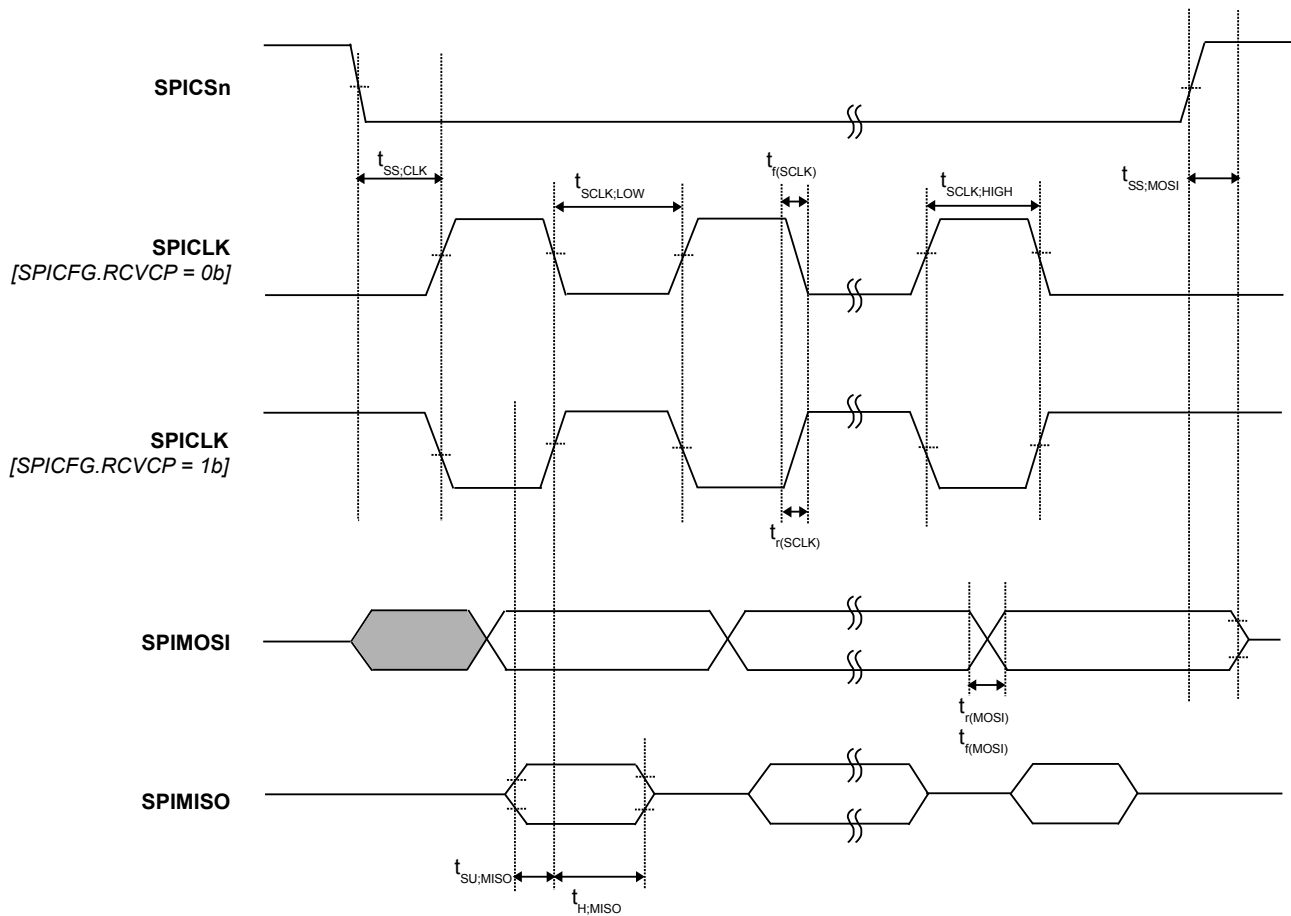 SPICSn
tSS;CLK
tSCLK;LOW
tf(SCLK)
tSCLK;HIGH
tSS;MOSI
SPICLK
[SPICFG.RCVCP = 0b]
SPICLK
[SPICFG.RCVCP = 1b]
tr(SCLK)
SPIMOSI
tr(MOSI)
tf(MOSI)
SPIMISO
tSU;MISO
tH;MISO